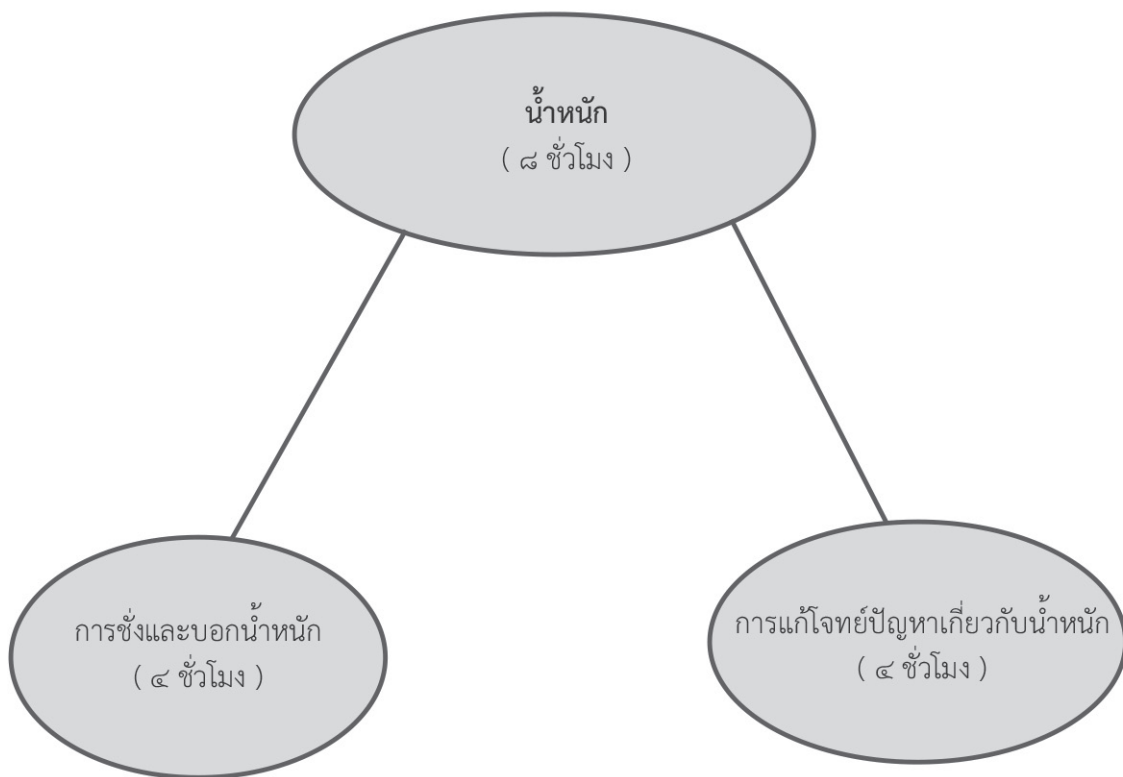 น้ำหนัก
( ๘ ชั่วโมง )
การชั่งและบอกน้ำหนัก
( ๔ ชั่วโมง )
การแก้โจทย์ปัญหาเกี่ยวกับน้ำหนัก
( ๔ ชั่วโมง )